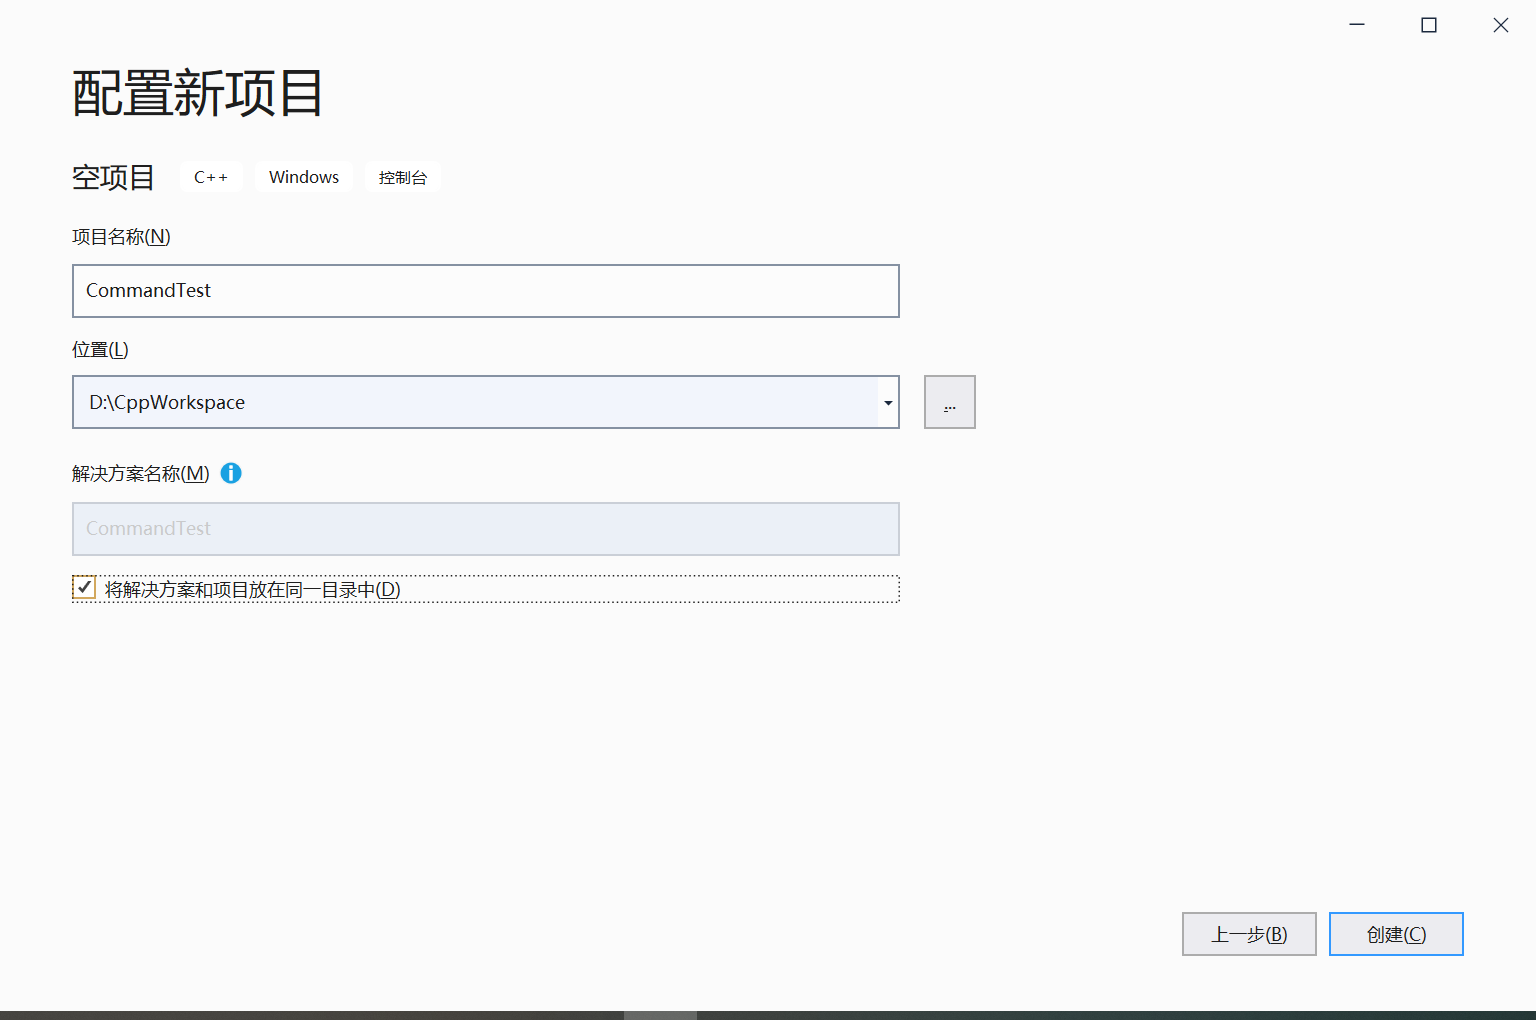 配置新项目
空项目 C++ Windows 控制台
项目名称(N)
CommandTest
位置(L)
D:\CppWorkspace
...
解决方案名称(M)
CommandTest
将解决方案和项目放在同一目录中(D)
上一步(B) 创建(C)